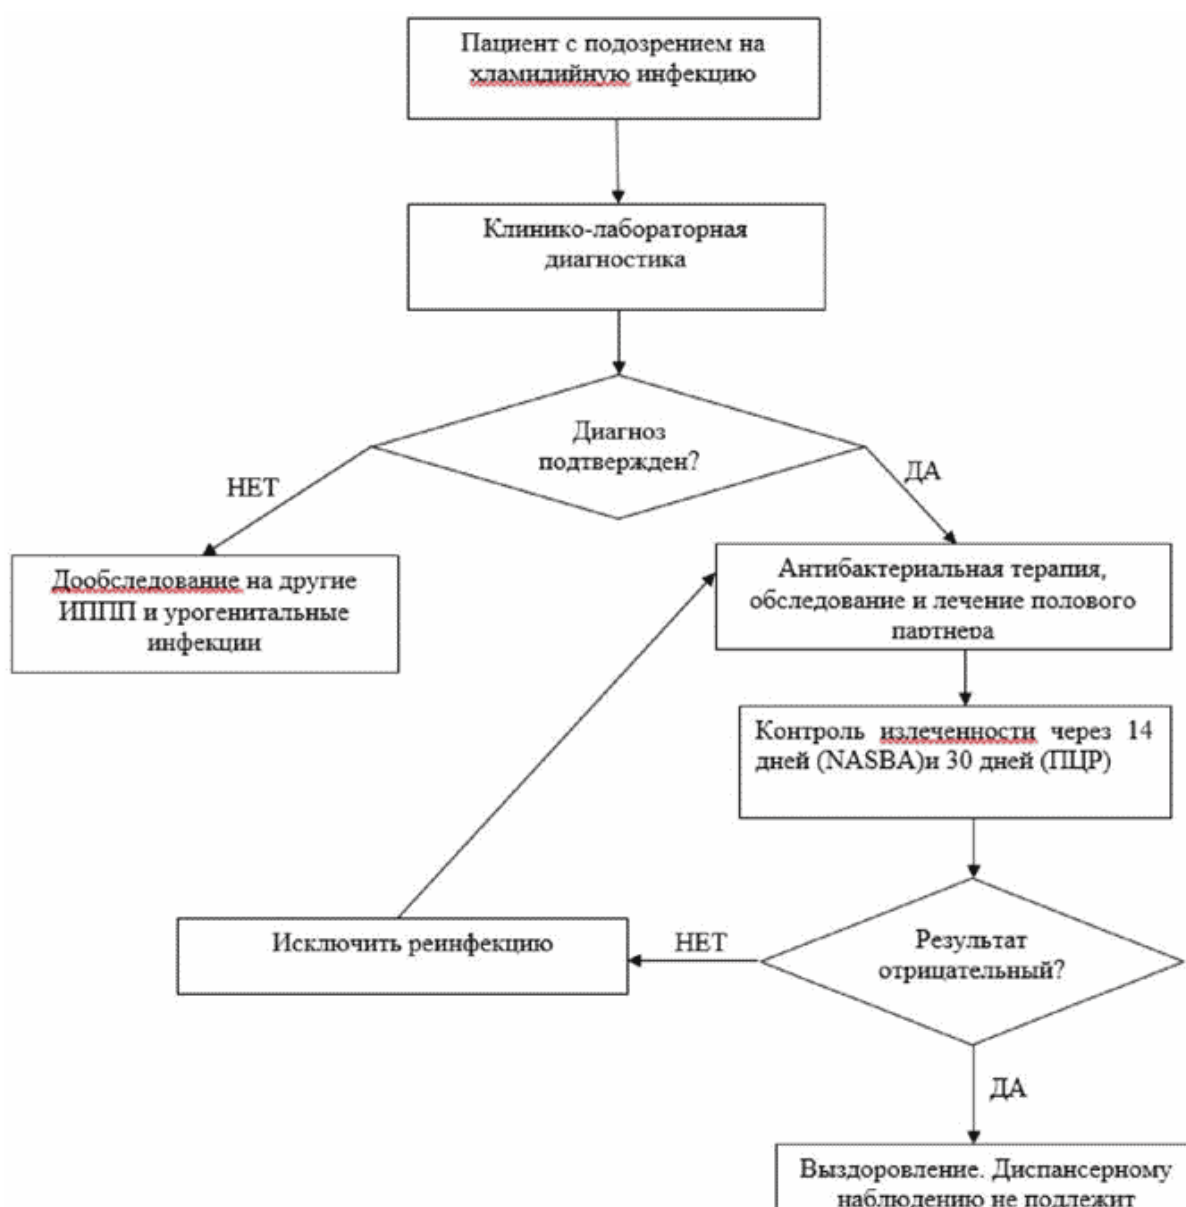 Пациент с подозрением на
хламидийную инфекцию
Клинико-лабораторная
диагностика
Диагноз
подтвержден?
НЕТ
ДА
Дообследование на другие
ИППП и урогенитальные
инфекции
Антибактериальная терапия,
обследование и лечение полового
партнера
Контроль излеченности через 14
дней (NASBA)и 30 дней (ПЦР)
Результат
отрицательный?
НЕТ
Исключить реинфекцию
ДА
Выздоровление. Диспансерному
наблюдению не подлежит